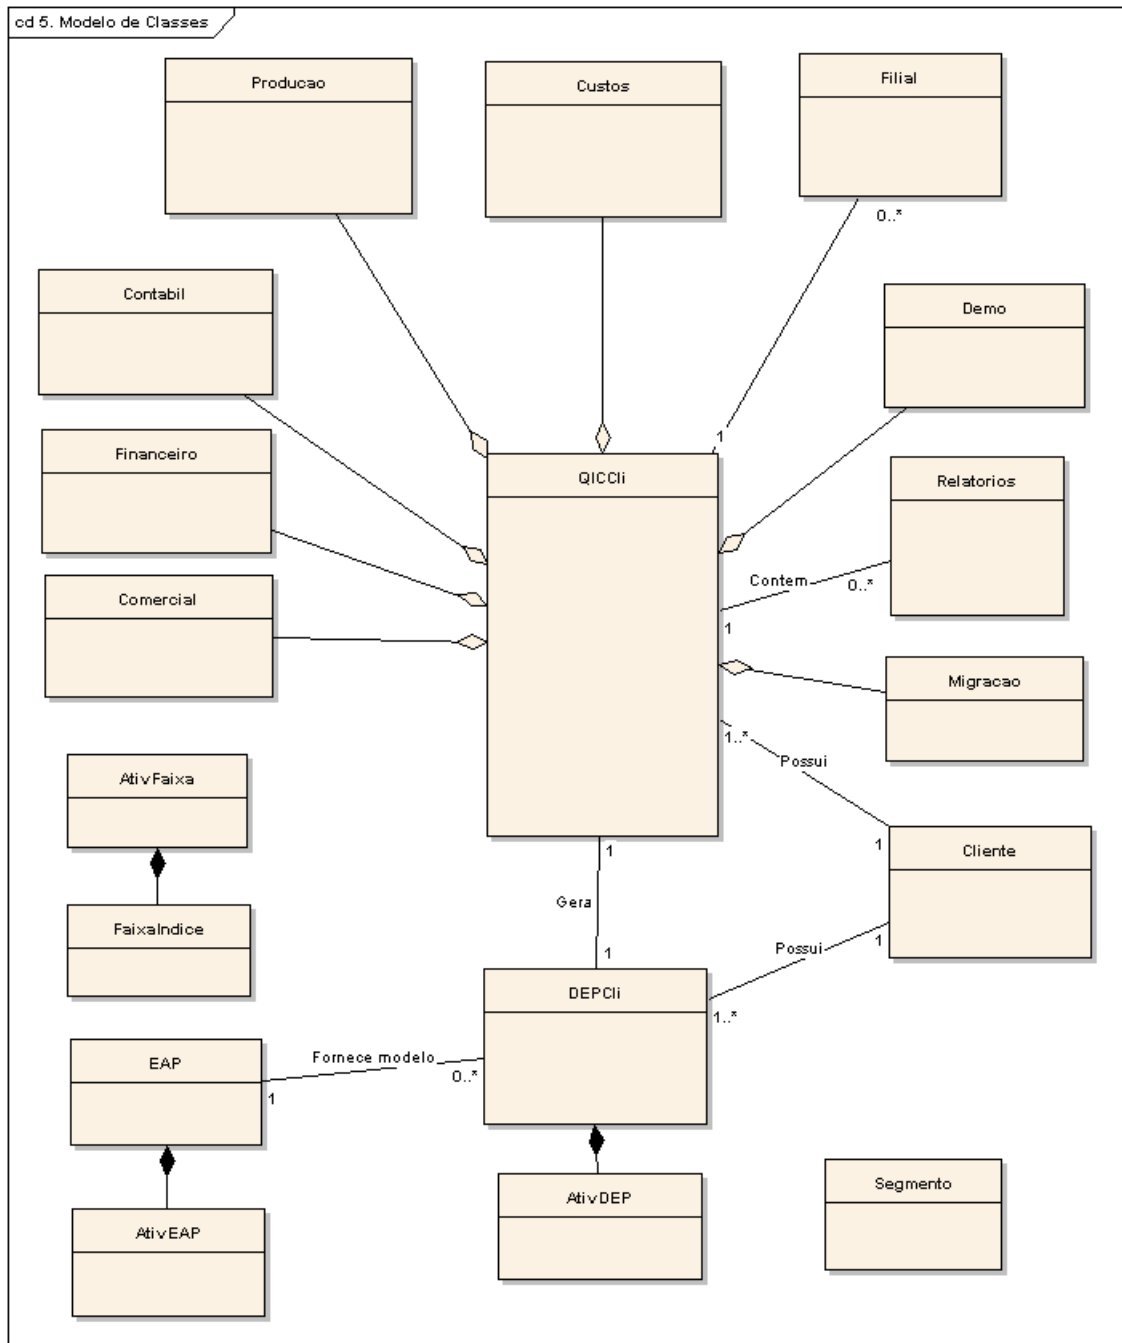 cd 5. Modelo de Classes
Producao
Custos
Filial
0..*
Contabil
Demo
Financeiro
1
QICCli
Relatorios
Contem
0..*
Comercial
1
Migracao
1..*
Possui
AtivFaixa
1
Cliente
1
Gera
FaixaIndice
Possui
1
1
DEPCli
1..*
EAP
Fornece modelo
0..*
1
AtivDEP
Segmento
AtivEAP